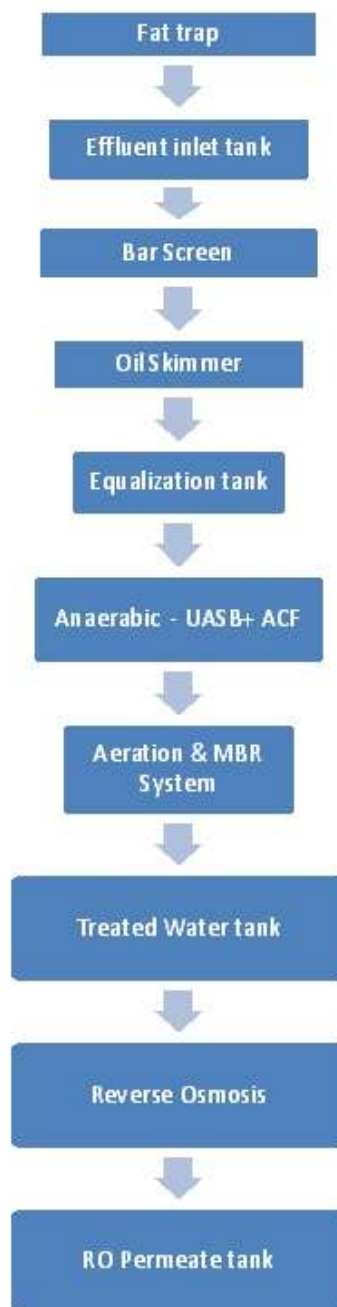 Fat trap
Effluent inlet tank
Bar Screen
Oil Skimmer
Equalization tank
Anaerabic - UASB+ ACF
Aeration & MBR
System
Treated Water tank
Reverse Osmosis
RO Permeate tank